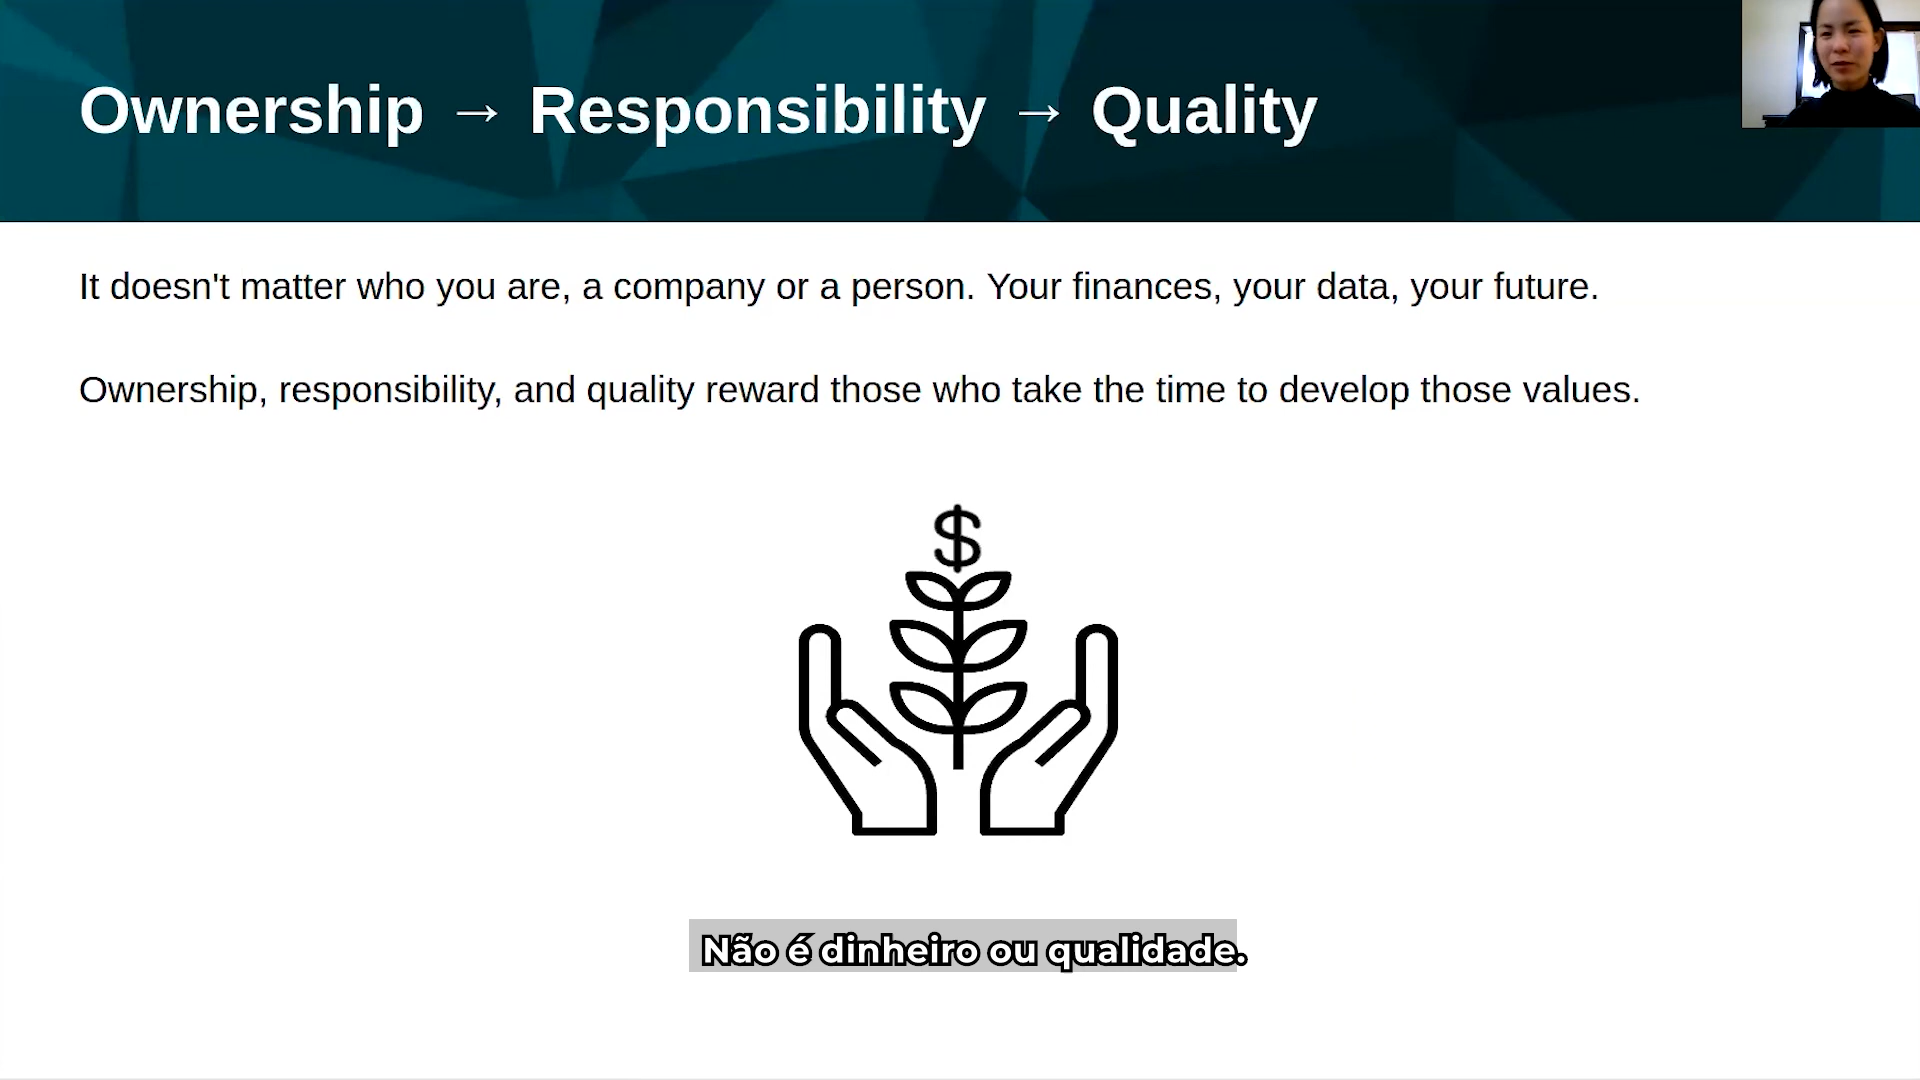 Ownership → Responsibility → Quality
It doesn't matter who you are, a company or a person. Your finances, your data, your future.
Ownership, responsibility, and quality reward those who take the time to develop those values.
$
Não é dinheiro ou qualidade.